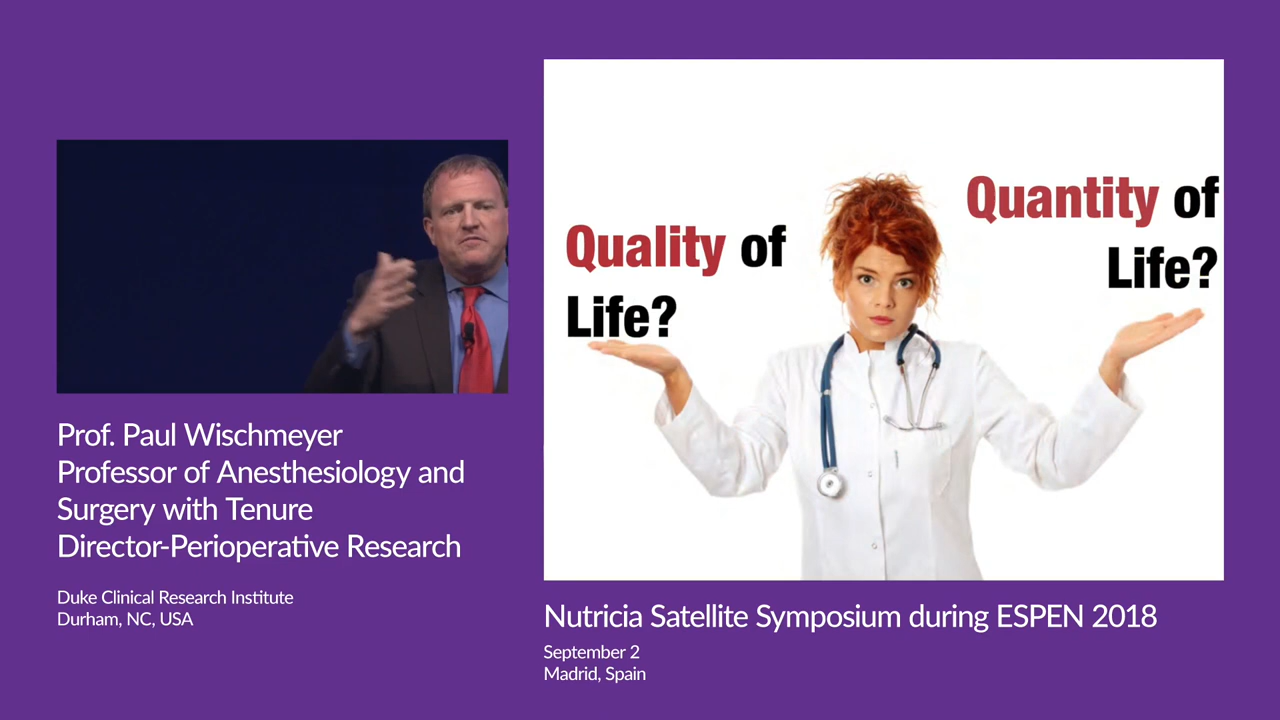 Quality of
Life?
Quantity of
Life?
Prof. Paul Wischmeyer
Professor of Anesthesiology and
Surgery with Tenure
Director-Perioperative Research
Duke Clinical Research Institute
Durham, NC, USA
Nutricia Satellite Symposium during ESPEN 2018
September 2
Madrid, Spain